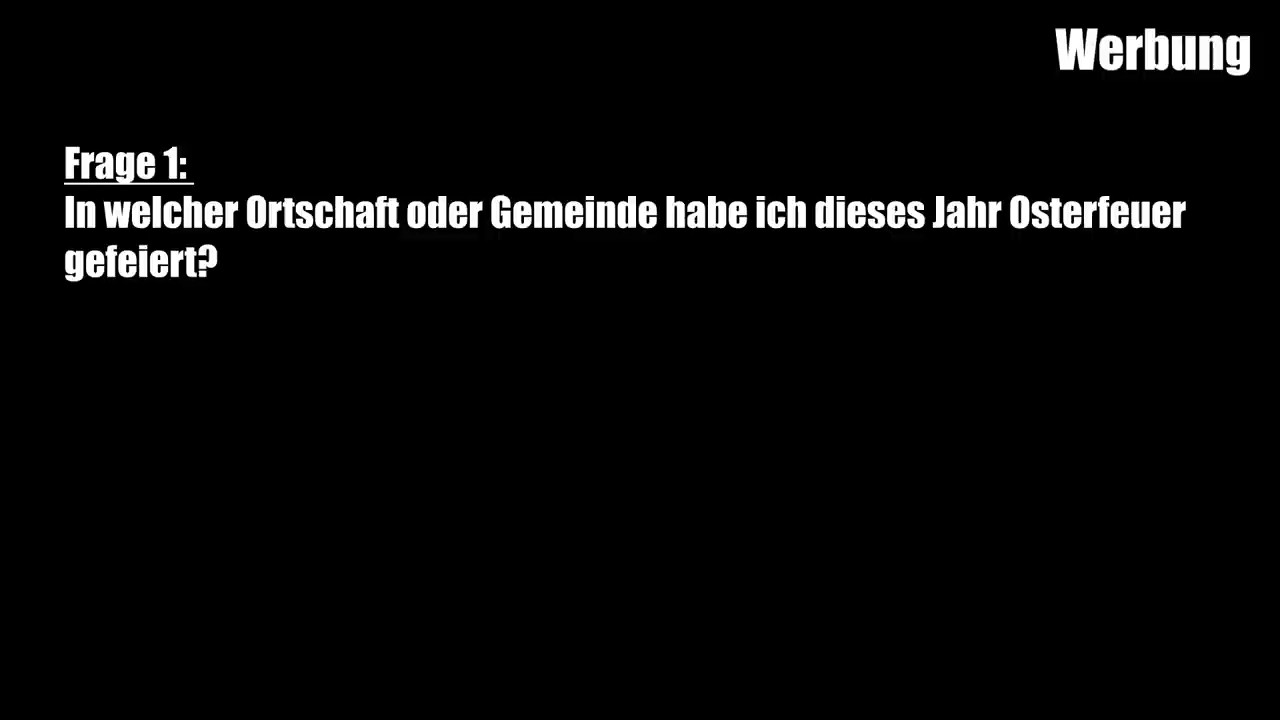 Werbung
Frage 1:
In welcher Ortschaft oder Gemeinde habe ich dieses Jahr Osterfeuer
gefeiert?